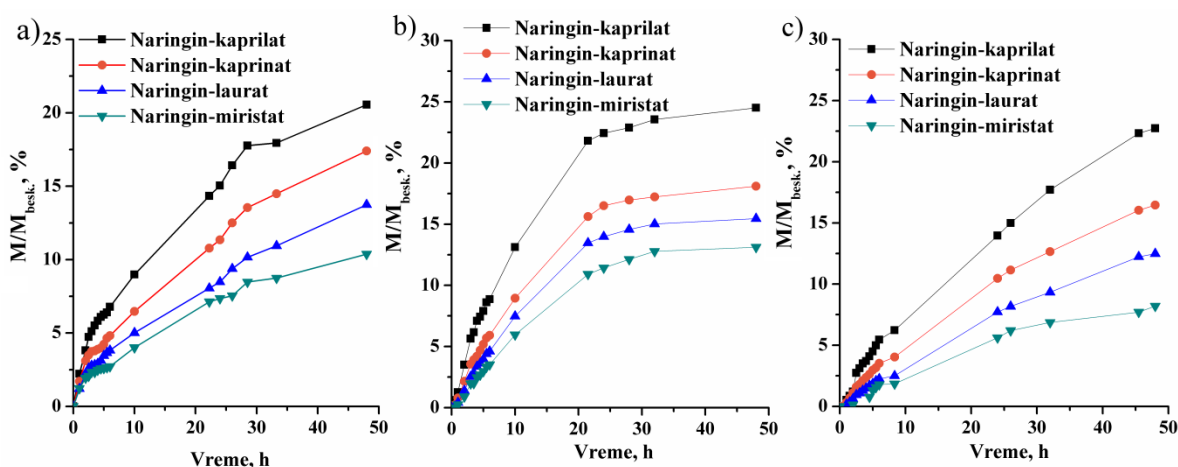 a)
Naringin-kaprilat
Naringin-kaprinat
Naringin-laurat
Naringin-miristat
M/Mbesk., %
25
20
15
10
5
0
0 10 20 30 40 50
Vreme, h
b)
Naringin-kaprilat
Naringin-kaprinat
Naringin-laurat
Naringin-miristat
M/Mbesk., %
30
25
20
15
10
5
0
0 10 20 30 40 50
Vreme, h
c)
Naringin-kaprilat
Naringin-kaprinat
Naringin-laurat
Naringin-miristat
M/Mbesk., %
30
25
20
15
10
5
0
0 10 20 30 40 50
Vreme, h